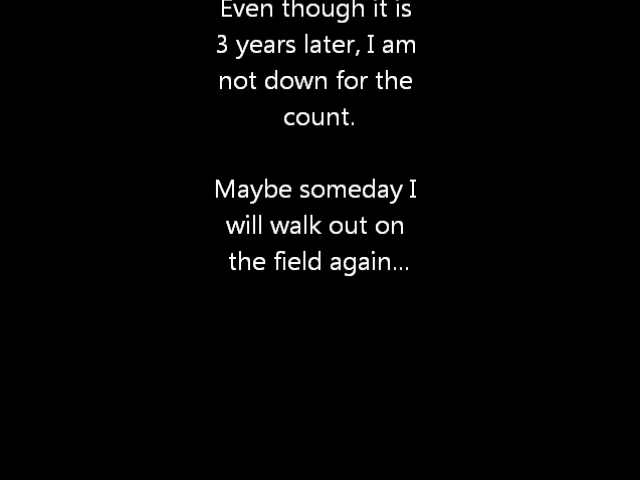 Even though it is
3 years later, I am
not down for the
count.
Maybe someday I
will walk out on
the field again...